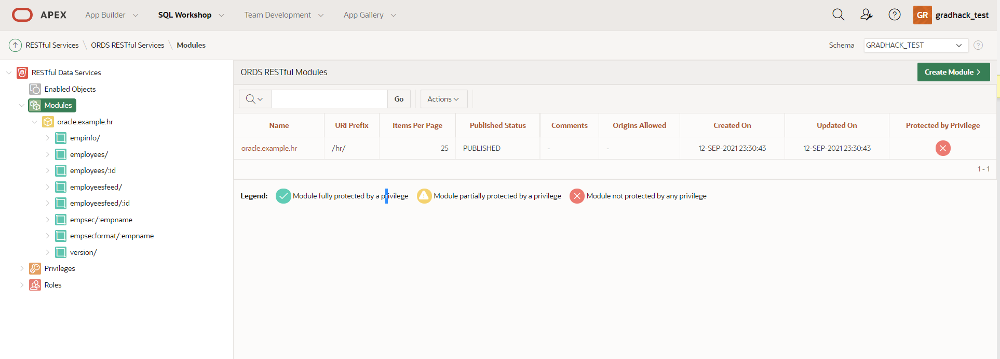 APEX App Builder SQL Workshop Team Development App Gallery GR gradhack_test
RESTful Services \ ORDS RESTful Services \ Modules Schema GRADHACK_TEST
RESTful Data Services
Enabled Objects
Modules
oracle.example.hr
empinfo/
employees/
employees/:id
employeesfeed/
employeesfeed/:id
empsec/:empname
empsecformat/:empname
version/
Privileges
Roles
ORDS RESTful Modules Create Module
Go Actions
Name URI Prefix Items Per Page Published Status Comments Origins Allowed Created On Updated On Protected by Privilege
oracle.example.hr /hr/ 25 PUBLISHED - - 12-SEP-2021 23:30:43 12-SEP-2021 23:30:43
1 - 1
Legend: Module fully protected by a privilege Module partially protected by a privilege Module not protected by any privilege